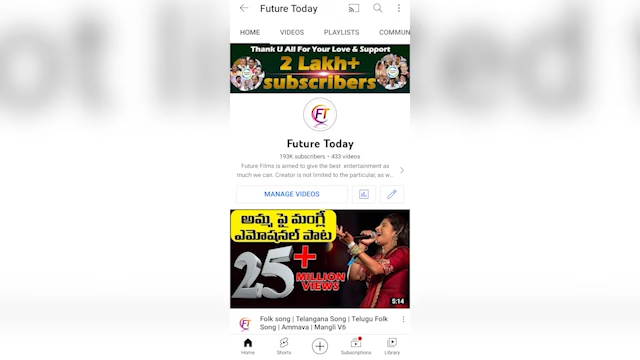 Future Today
HOME VIDEOS PLAYLISTS COMMUN
Thank U All For Your Love & Support
2 Lakh+
subscribers
FT
Future Today
193K subscribers • 433 videos
Future Films is aimed to give the best entertainment as
much we can. Creator is not limited to the particular, as w...
MANAGE VIDEOS
అమ్మ పై మంగ్లీ
ఎమోషనల్ పాట
25+
MILLION
VIEWS
5:14
Folk song | Telangana Song | Telugu Folk
Song | Ammava | Mangli V6
Home Shorts Subscriptions Library